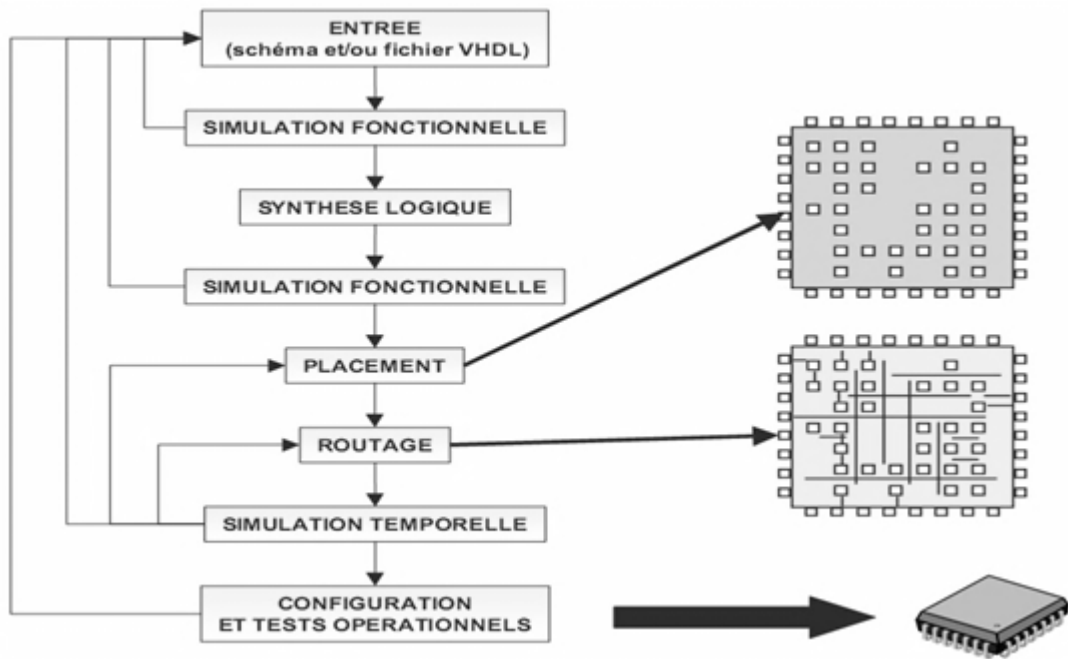 ENTREE
(schéma et/ou fichier VHDL)
SIMULATION FONCTIONNELLE
SYNTHESE LOGIQUE
SIMULATION FONCTIONNELLE
PLACEMENT
ROUTAGE
SIMULATION TEMPORELLE
CONFIGURATION
ET TESTS OPERATIONNELS